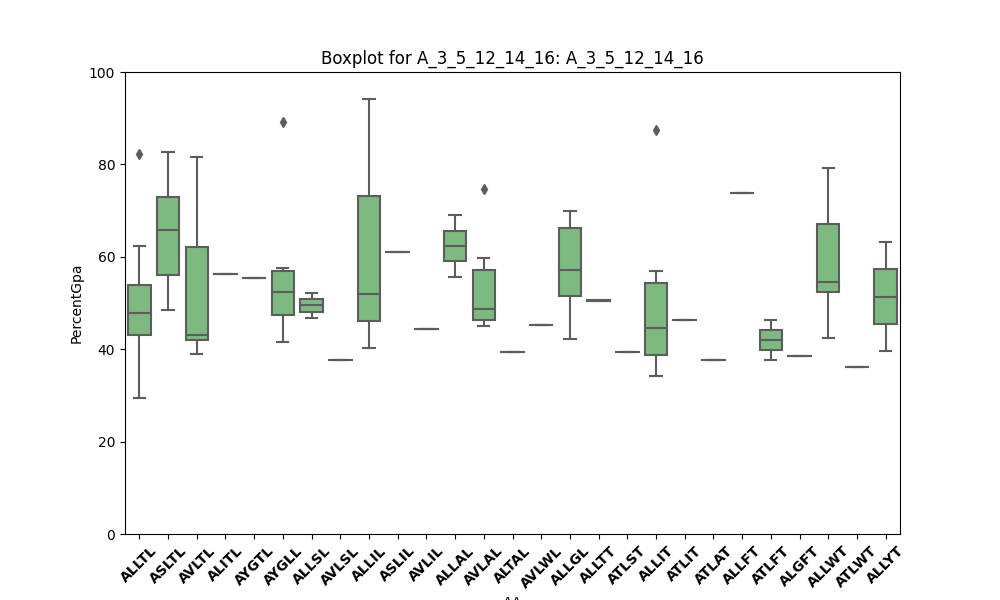 Boxplot for A_3_5_12_14_16: A_3_5_12_14_16
100
80
60
40
20
0
PercentGpa
ALLTL ASLTL AVLTL ALITL AYGTL AYGLL ALLSL AVLSL ALLIL ASLIL AVLIL ALLAL AVLAL ALTAL AVLWL ALLGL ALLTT ATLST ALLIT ATLIT ATLAT ALLFT ATLFT ALGFT ALLWT ATLWT ALLYT